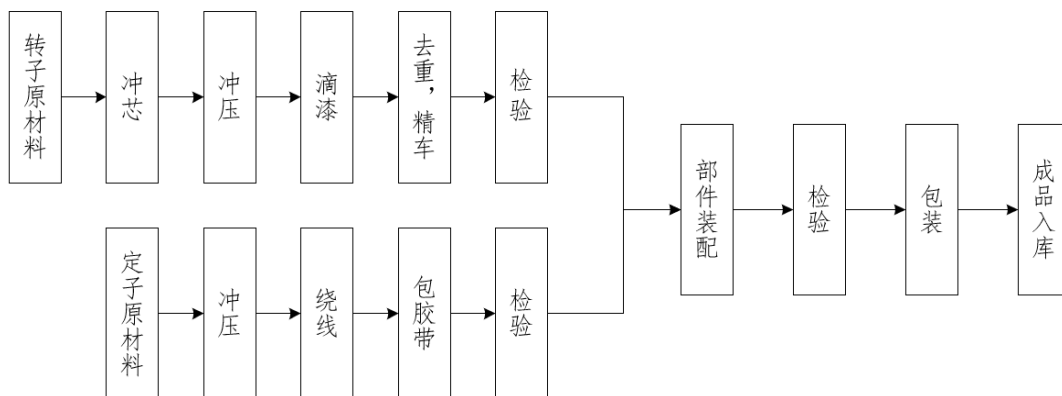 转子原材料
冲芯
冲压
滴漆
去重，精车
检验
定子原材料
冲压
绕线
包胶带
检验
部件装配
检验
包装
成品入库